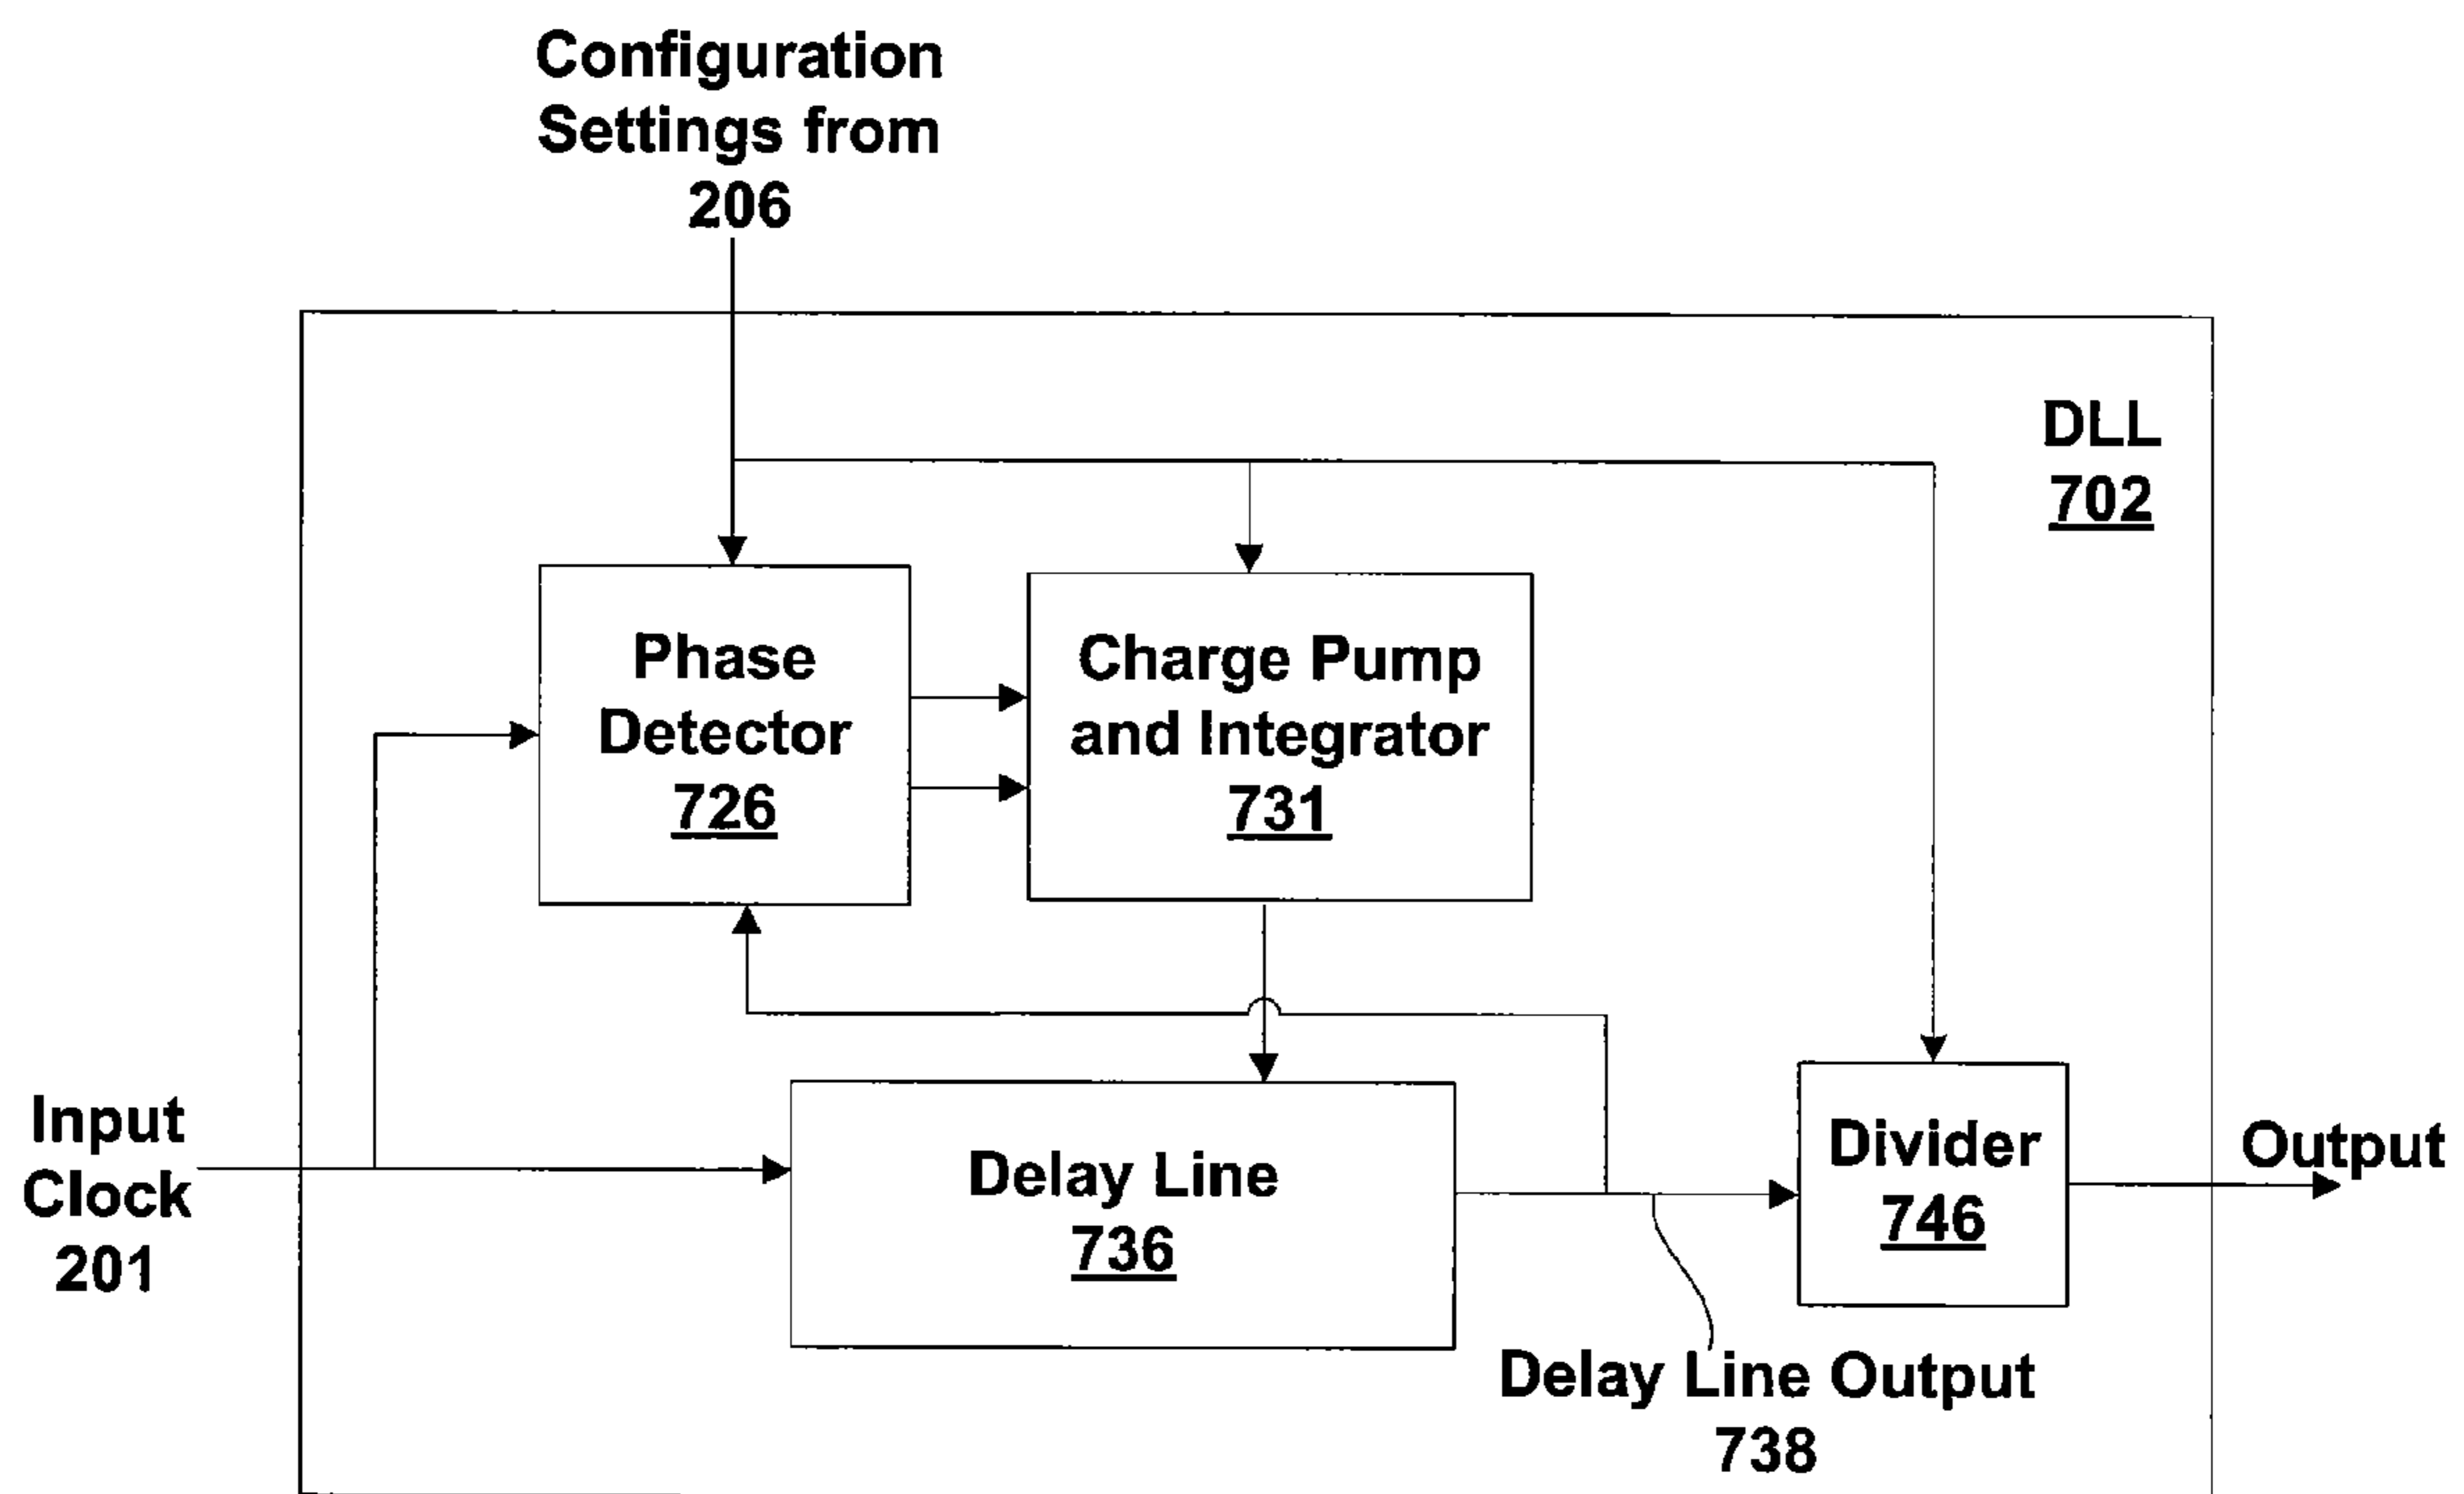 Configuration
Settings from
206
DLL
702
Phase
Detector
726
Charge Pump
and Integrator
731
Input
Clock
201
Delay Line
736
Divider
746
Output
Delay Line Output
738